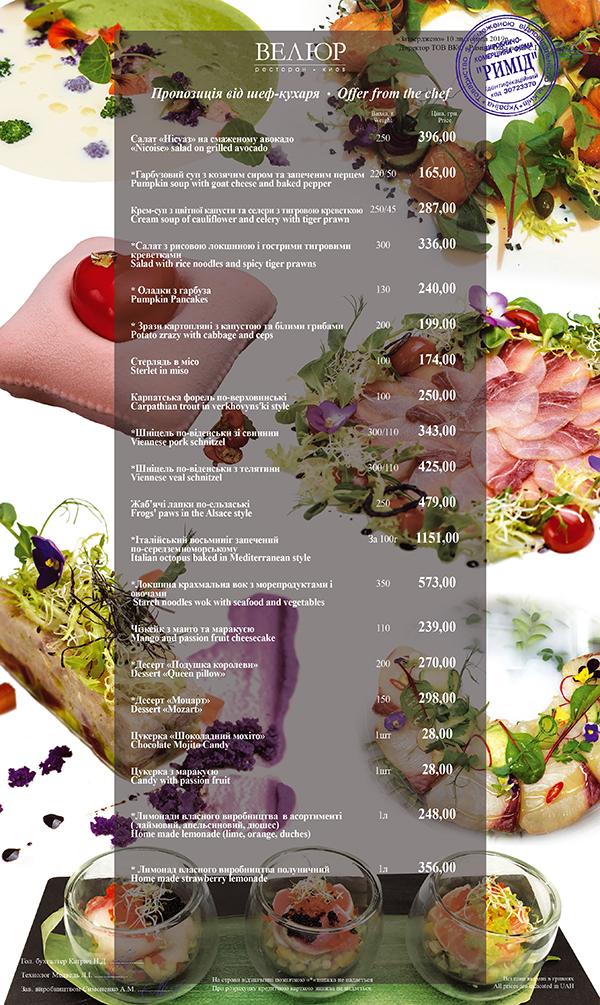 ВЕЛЮР
ресторан • киев
«Затверджено» 10 листопада 2019р.
Директор ТОВ ВКФ
ВИРОБНИЧО-
КОМЕРЦІЙНА ФІРМА
"РИМІД"
Ідентифікаційний
код 30723370
Пропозиція від шеф-кухаря • Offer from the chef
Вихід, г Ціна, грн
Weight Price
Салат «Нісуаз» на смаженому авокадо 250 396,00
«Nicoise» salad on grilled avocado
*Гарбузовий суп з козячим сиром та запеченим перцем 220/50 165,00
Pumpkin soup with goat cheese and baked pepper
Крем-суп з цвітної капусти та селери з тигровою креветкою 250/45 287,00
Cream soup of cauliflower and celery with tiger prawn
*Салат з рисовою локшиною і гострими тигровими 300 336,00
креветками
Salad with rice noodles and spicy tiger prawns
* Оладки з гарбуза 130 240,00
Pumpkin Pancakes
* Зрази картопляні з капустою та білими грибами 200 199,00
Potato zrazy with cabbage and ceps
Стерлядь в місо 100 174,00
Sterlet in miso
Карпатська форель по-верховинські 100 250,00
Carpathian trout in verkhovyns'ki style
*Шніцель по-віденськи зі свинини 300/110 343,00
Viennese pork schnitzel
*Шніцель по-віденськи з телятини 300/110 425,00
Viennese veal schnitzel
Жаб'ячі лапки по-ельзаські 250 479,00
Frogs' paws in the Alsace style
*Італійський восьминіг запечений За 100г 1151,00
по-середземноморському
Italian octopus baked in Mediterranean style
*Локшина крахмальна вок з морепродуктами і 350 573,00
овочами
Starch noodles wok with seafood and vegetables
Чізкейк з манго та маракуєю 110 239,00
Mango and passion fruit cheesecake
*Десерт «Подушка королеви» 200 270,00
Dessert «Queen pillow»
*Десерт «Моцарт» 150 298,00
Dessert «Mozart»
Цукерка «Шоколадний мохіто» 1шт 28,00
Chocolate Mojito Candy
Цукерка з маракуєю 1шт 28,00
Candy with passion fruit
*Лимонади власного виробництва в асортименті 1л 248,00
( лаймовий, апельсиновий, дюшес)
Home made lemonade (lime, orange, duches)
* Лимонад власного виробництва полуничний 1л 356,00
Home made strawberry lemonade
Гол. бухгалтер Катрич Н.Д.
Технолог Медведь Л.І.
Зав. виробництвом Симоненко А.М.
На страви відзначені позначкою «*» знижка не надається
При розрахунку кредитною карткою знижка не надається
Всі ціни вказані в гривнях
All prices are indicated in UAH